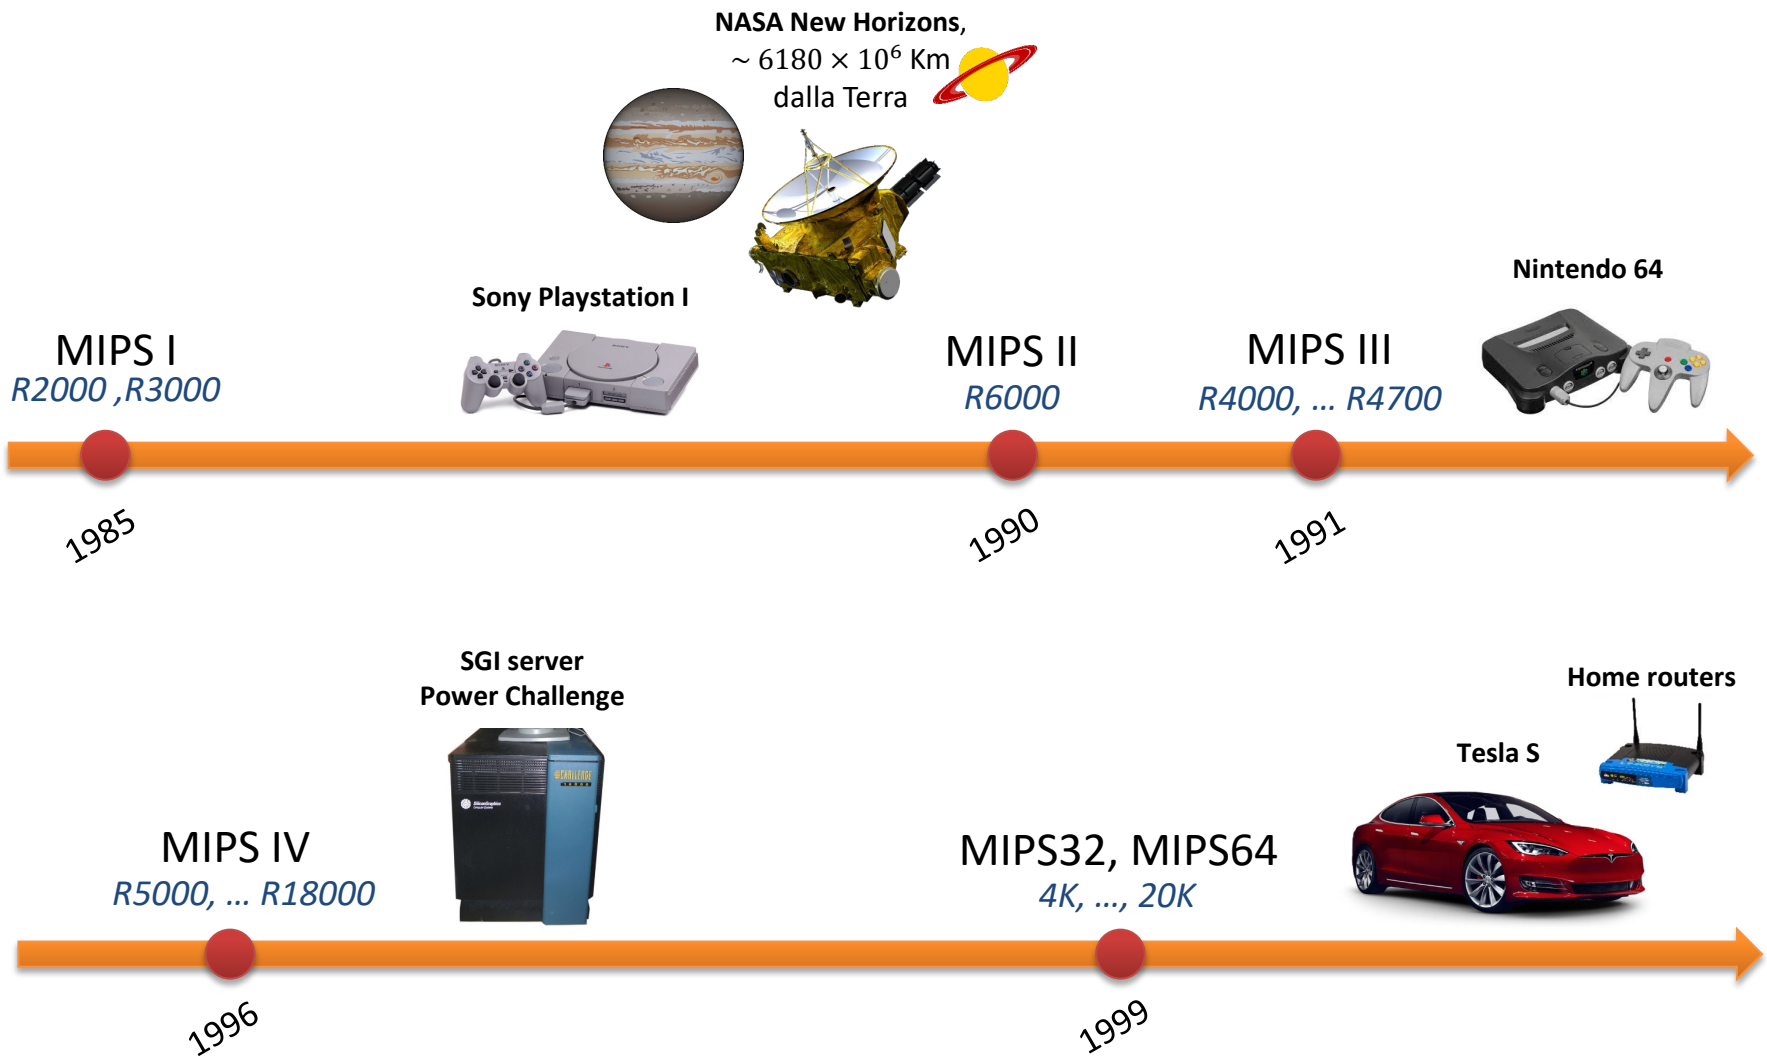 NASA New Horizons,
~ 6180 × 10⁶ Km
dalla Terra
Sony Playstation I
Nintendo 64
MIPS I
R2000 ,R3000
MIPS II
R6000
MIPS III
R4000, … R4700
1985
1990
1991
SGI server
Power Challenge
CHALLENGE
SiliconGraphics
Home routers
Tesla S
MIPS IV
R5000, … R18000
MIPS32, MIPS64
4K, …, 20K
1996
1999